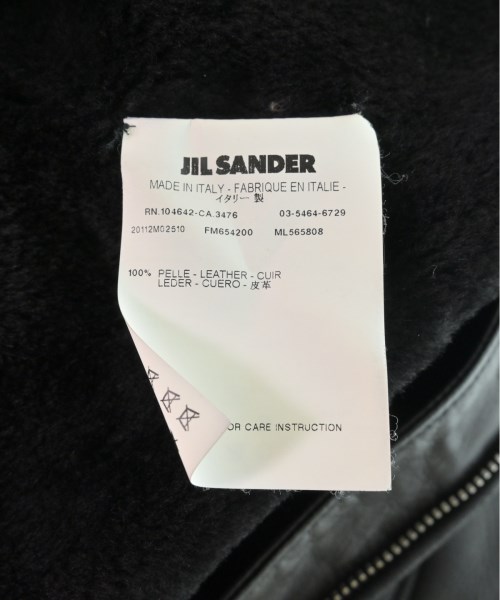 JIL SANDER
MADE IN ITALY - FABRIQUE EN ITALIE -
イタリー 製
RN.104642-CA.3476 03-5464-6729
20112M02510 FM654200 ML565808
100% PELLE - LEATHER - CUIR
LEDER - CUERO - 皮革
OR CARE INSTRUCTION